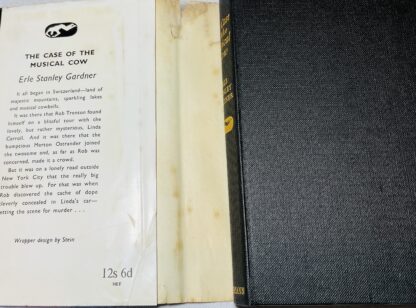 THE CASE OF THE
MUSICAL COW
Erle Stanley Gardner
It all began in Switzerland—land of
majestic mountains, sparkling lakes
and musical cowbells.
It was there that Rob Trenton found
himself on a blissful tour with the
lovely, but rather mysterious, Linda
Carroll. And it was there that the
bumptious Merton Ostrander joined
the twosome and, as far as Rob was
concerned, made it a crowd.
But it was on a lonely road outside
New York City that the really big
trouble blew up. For that was when
Rob discovered the cache of dope
cleverly concealed in Linda's car—
setting the scene for murder . . .
Wrapper design by Stein
12s 6d
NET